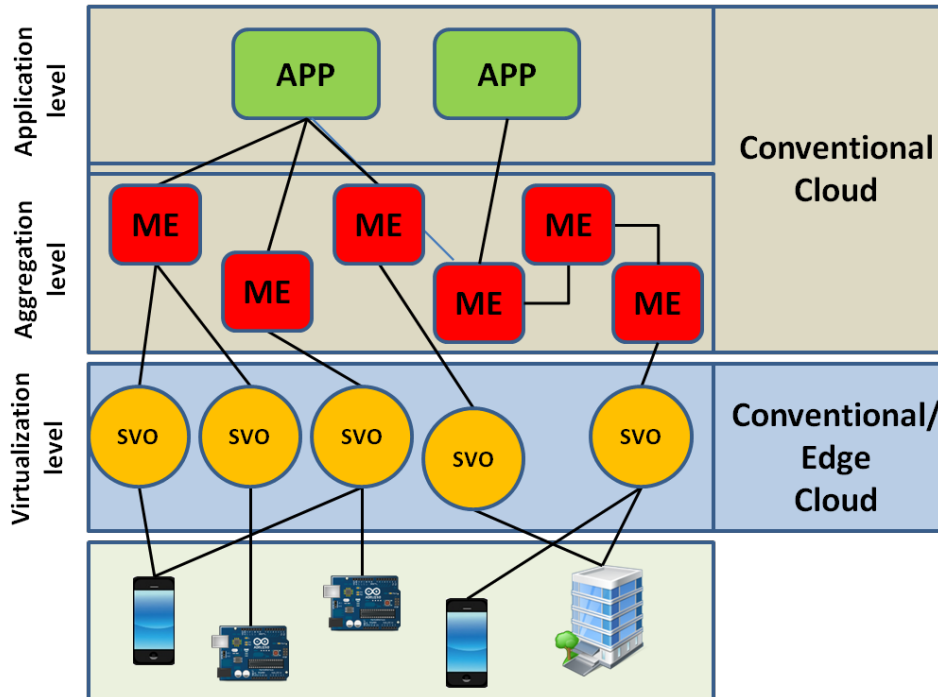 Application
level
APP
APP
Conventional
Cloud
Aggregation
level
ME
ME
ME
ME
ME
ME
Virtualization
level
SVO
SVO
SVO
SVO
SVO
Conventional/
Edge
Cloud